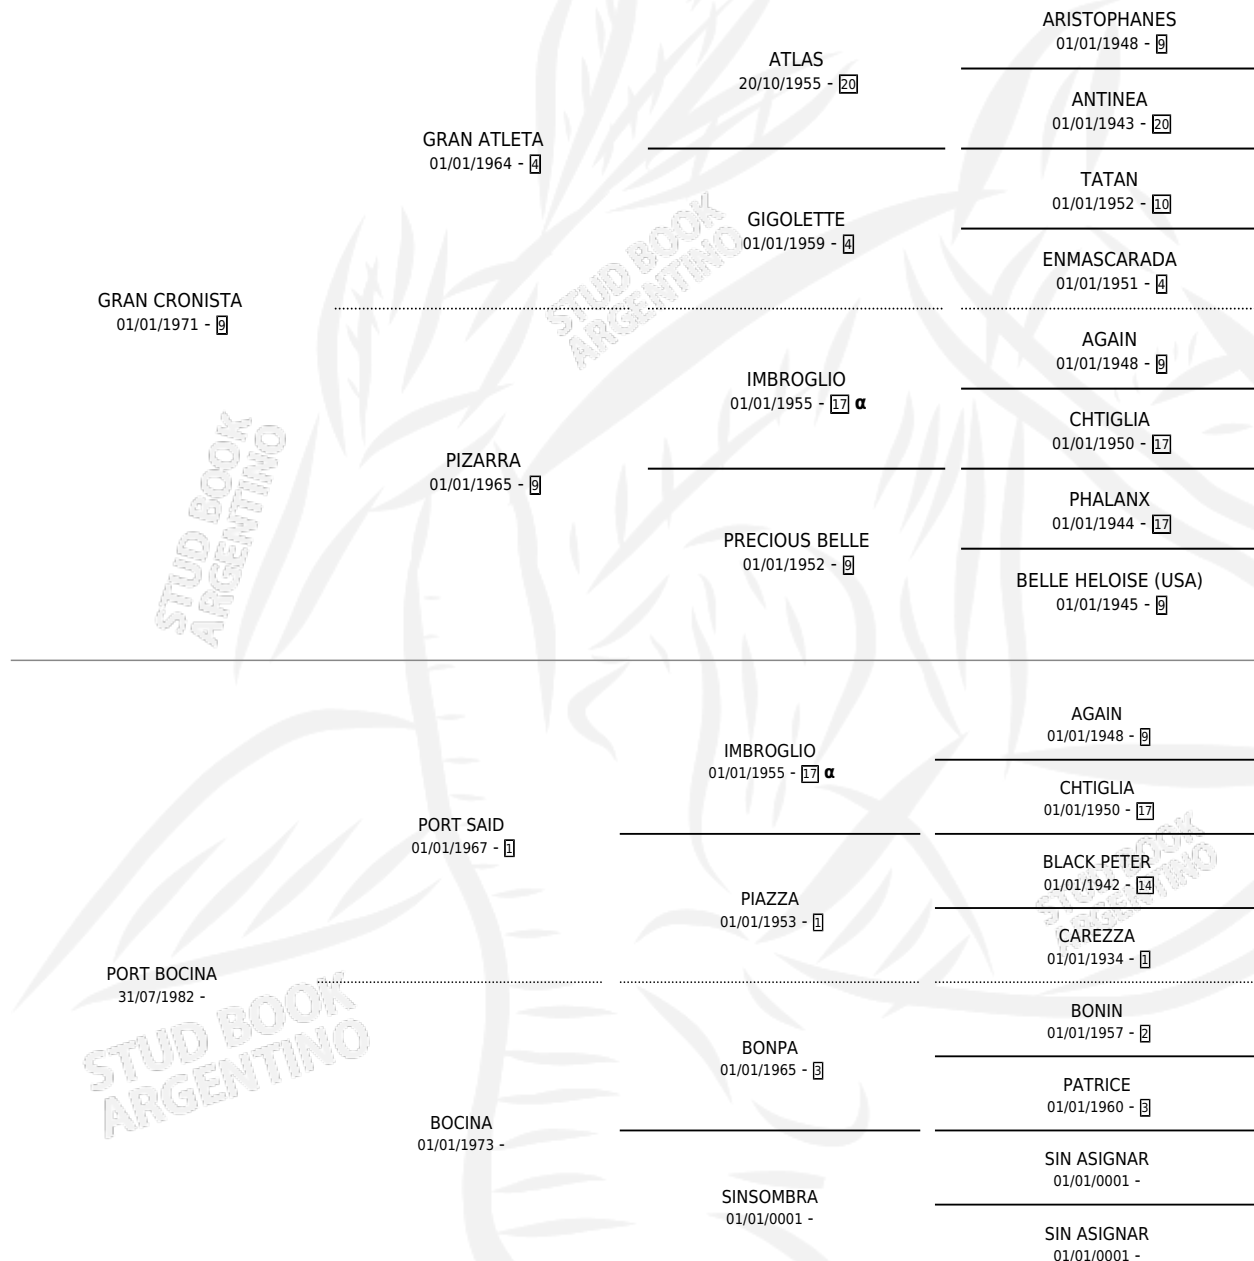 ARISTOPHANES
01/01/1948 - 9
ATLAS
20/10/1955 - 20
ANTINEA
01/01/1943 - 20
GRAN ATLETA
01/01/1964 - 4
TATAN
01/01/1952 - 10
GIGOLETTE
01/01/1959 - 4
ENMASCARADA
01/01/1951 - 4
STUD BOOK
ARGENTINO
GRAN CRONISTA
01/01/1971 - 9
AGAIN
01/01/1948 - 9
IMBROGLIO
01/01/1955 - 17 α
CHTIGLIA
01/01/1950 - 17
PIZARRA
01/01/1965 - 9
PHALANX
01/01/1944 - 17
PRECIOUS BELLE
01/01/1952 - 9
BELLE HELOISE (USA)
01/01/1945 - 9
STUD BOOK
ARGENTINO
AGAIN
01/01/1948 - 9
IMBROGLIO
01/01/1955 - 17 α
CHTIGLIA
01/01/1950 - 17
PORT SAID
01/01/1967 - 1
BLACK PETER
01/01/1942 - 14
PIAZZA
01/01/1953 - 1
CAREZZA
01/01/1934 - 1
STUD BOOK
ARGENTINO
PORT BOCINA
31/07/1982 -
BONIN
01/01/1957 - 2
BONPA
01/01/1965 - 3
PATRICE
01/01/1960 - 3
STUD BOOK
ARGENTINO
BOCINA
01/01/1973 -
SIN ASIGNAR
01/01/0001 -
SINSOMBRA
01/01/0001 -
SIN ASIGNAR
01/01/0001 -